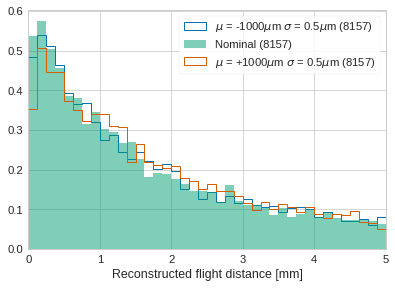 0.6
0.5
0.4
0.3
0.2
0.1
0.0
μ = -1000μm σ = 0.5μm (8157)
Nominal (8157)
μ = +1000μm σ = 0.5μm (8157)
0 1 2 3 4 5
Reconstructed flight distance [mm]